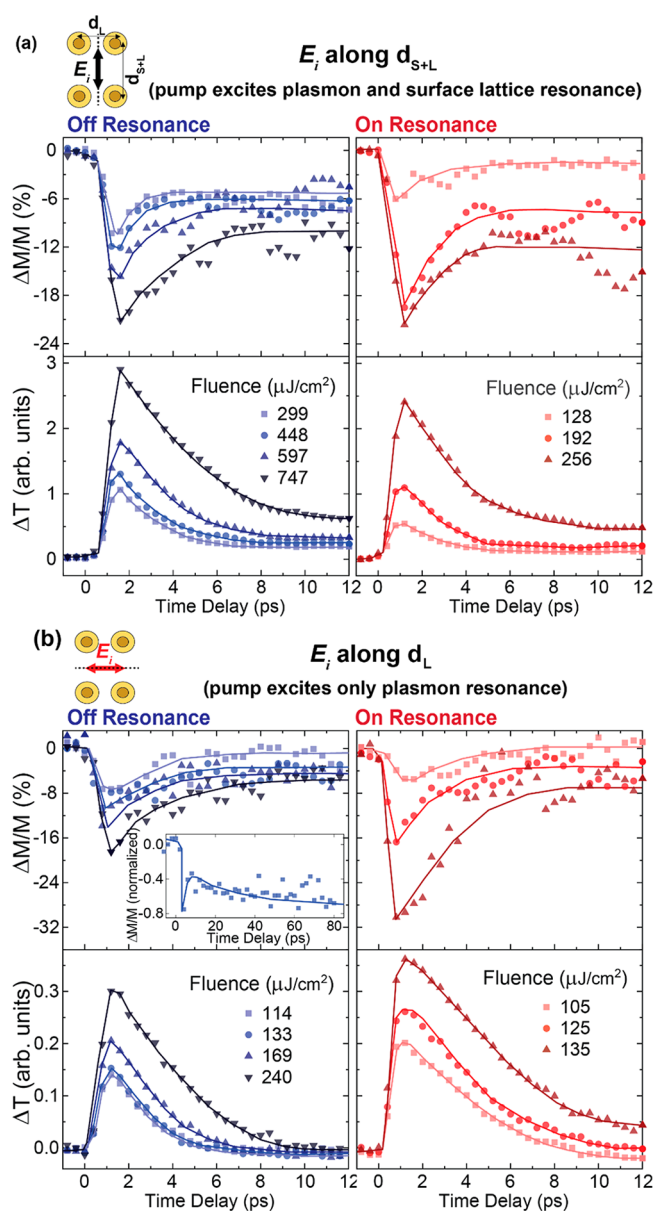 (a)
d_L
E_i
d_S+L
E_i along d_S+L
(pump excites plasmon and surface lattice resonance)
Off Resonance
On Resonance
ΔM/M (%)
0
-6
-12
-18
-24
ΔT (arb. units)
3
2
1
0
Fluence (μJ/cm²)
299
448
597
747
Fluence (μJ/cm²)
128
192
256
0 2 4 6 8 10 12
0 2 4 6 8 10 12
Time Delay (ps)
Time Delay (ps)
(b)
E_i
E_i along d_L
(pump excites only plasmon resonance)
Off Resonance
On Resonance
ΔM/M (%)
0
-8
-16
-24
-32
ΔM/M (normalized)
0.0
-0.4
-0.8
0 20 40 60 80
Time Delay (ps)
ΔT (arb. units)
0.3
0.2
0.1
0.0
Fluence (μJ/cm²)
114
133
169
240
Fluence (μJ/cm²)
105
125
135
0 2 4 6 8 10 12
0 2 4 6 8 10 12
Time Delay (ps)
Time Delay (ps)